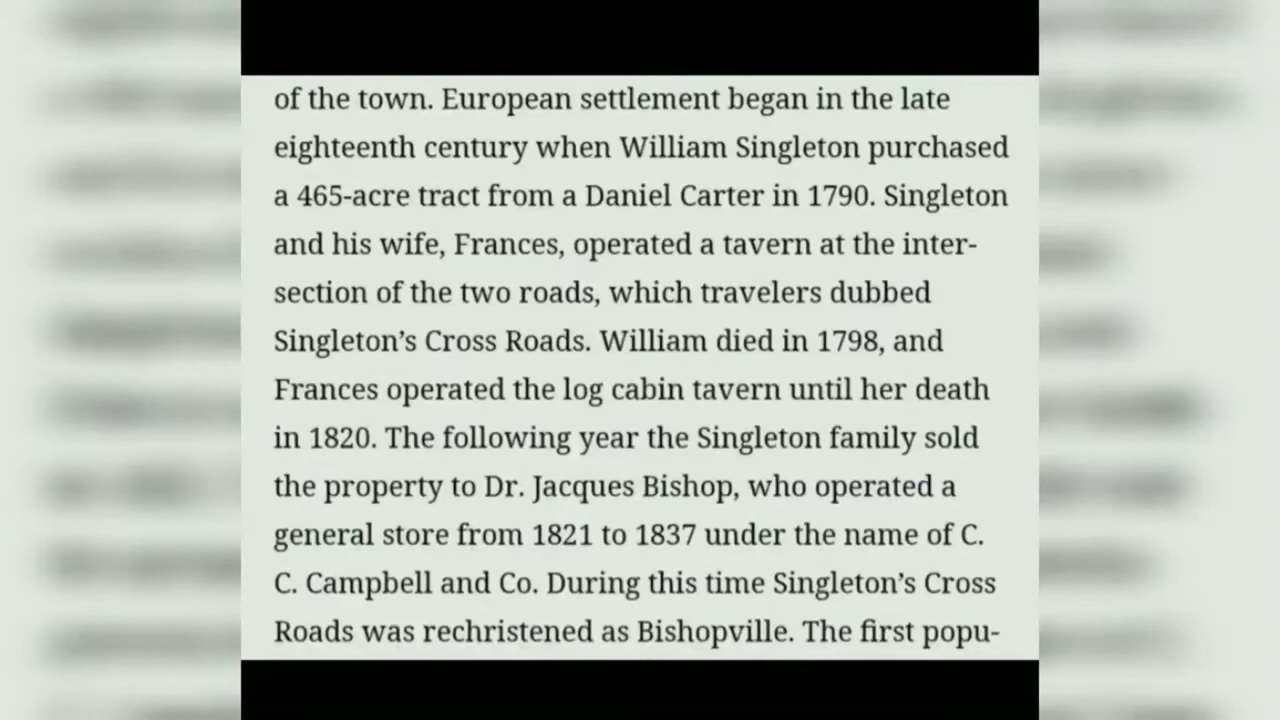 of the town. European settlement began in the late
eighteenth century when William Singleton purchased
a 465-acre tract from a Daniel Carter in 1790. Singleton
and his wife, Frances, operated a tavern at the inter-
section of the two roads, which travelers dubbed
Singleton’s Cross Roads. William died in 1798, and
Frances operated the log cabin tavern until her death
in 1820. The following year the Singleton family sold
the property to Dr. Jacques Bishop, who operated a
general store from 1821 to 1837 under the name of C.
C. Campbell and Co. During this time Singleton’s Cross
Roads was rechristened as Bishopville. The first popu-